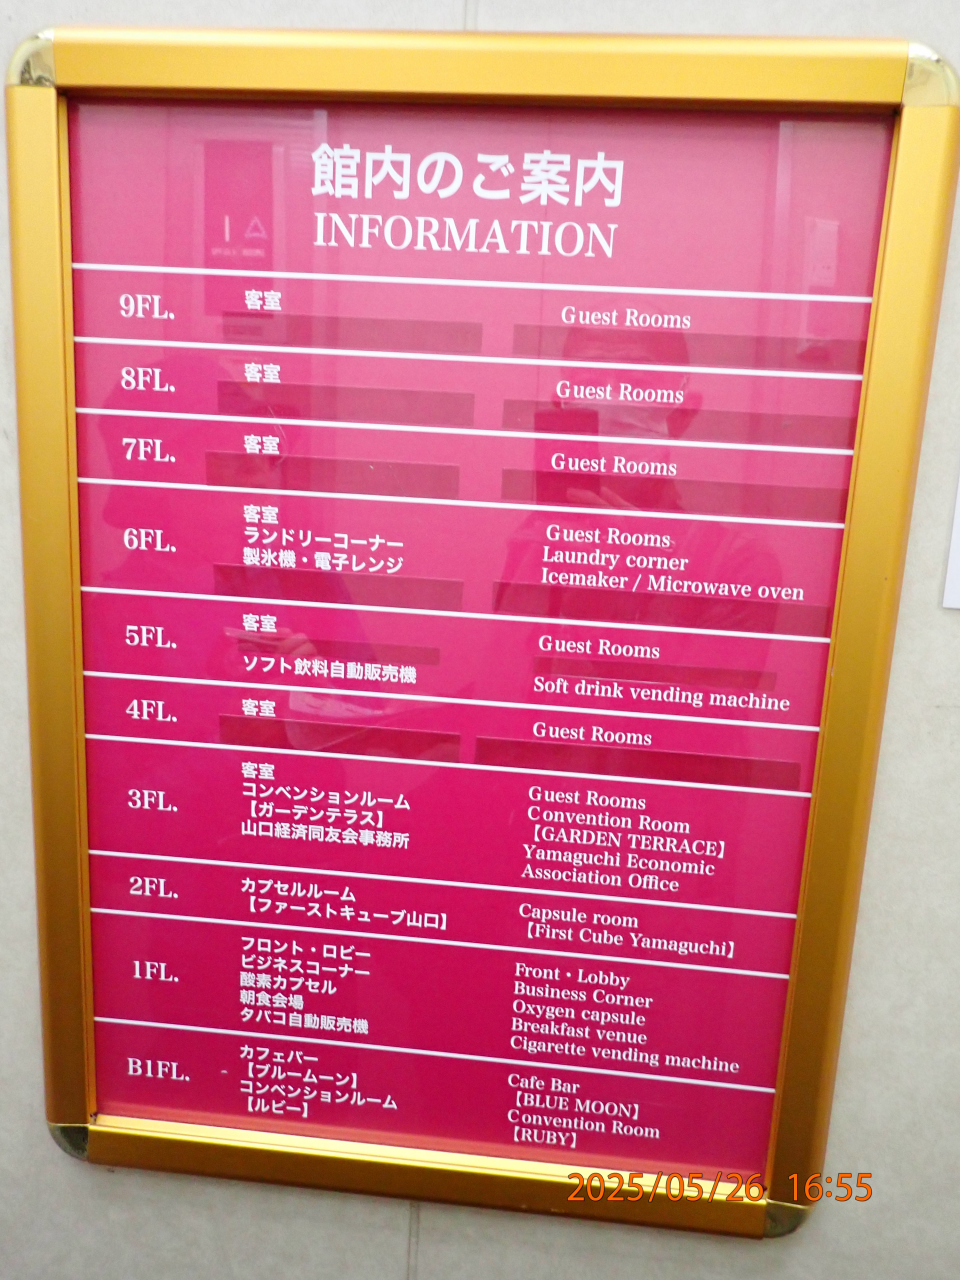 館内のご案内
INFORMATION
9FL. 客室 Guest Rooms
8FL. 客室 Guest Rooms
7FL. 客室 Guest Rooms
6FL. 客室 Guest Rooms
ランドリーコーナー Laundry corner
製氷機・電子レンジ Icemaker / Microwave oven
5FL. 客室 Guest Rooms
ソフト飲料自動販売機 Soft drink vending machine
4FL. 客室 Guest Rooms
3FL. 客室 Guest Rooms
コンベンションルーム Convention Room
【ガーデンテラス】 【GARDEN TERRACE】
山口経済同友会事務所 Yamaguchi Economic
Association Office
2FL. カプセルルーム Capsule room
【ファーストキューブ山口】 【First Cube Yamaguchi】
1FL. フロント・ロビー Front・Lobby
ビジネスコーナー Business Corner
酸素カプセル Oxygen capsule
朝食会場 Breakfast venue
タバコ自動販売機 Cigarette vending machine
B1FL. カフェバー Cafe Bar
【ブルームーン】 【BLUE MOON】
コンベンションルーム Convention Room
【ルビー】 【RUBY】
2025/05/26 16:55